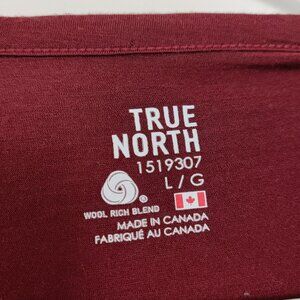 TRUE
NORTH
1519307
L / G
WOOL RICH BLEND
MADE IN CANADA
FABRIQUÉ AU CANADA